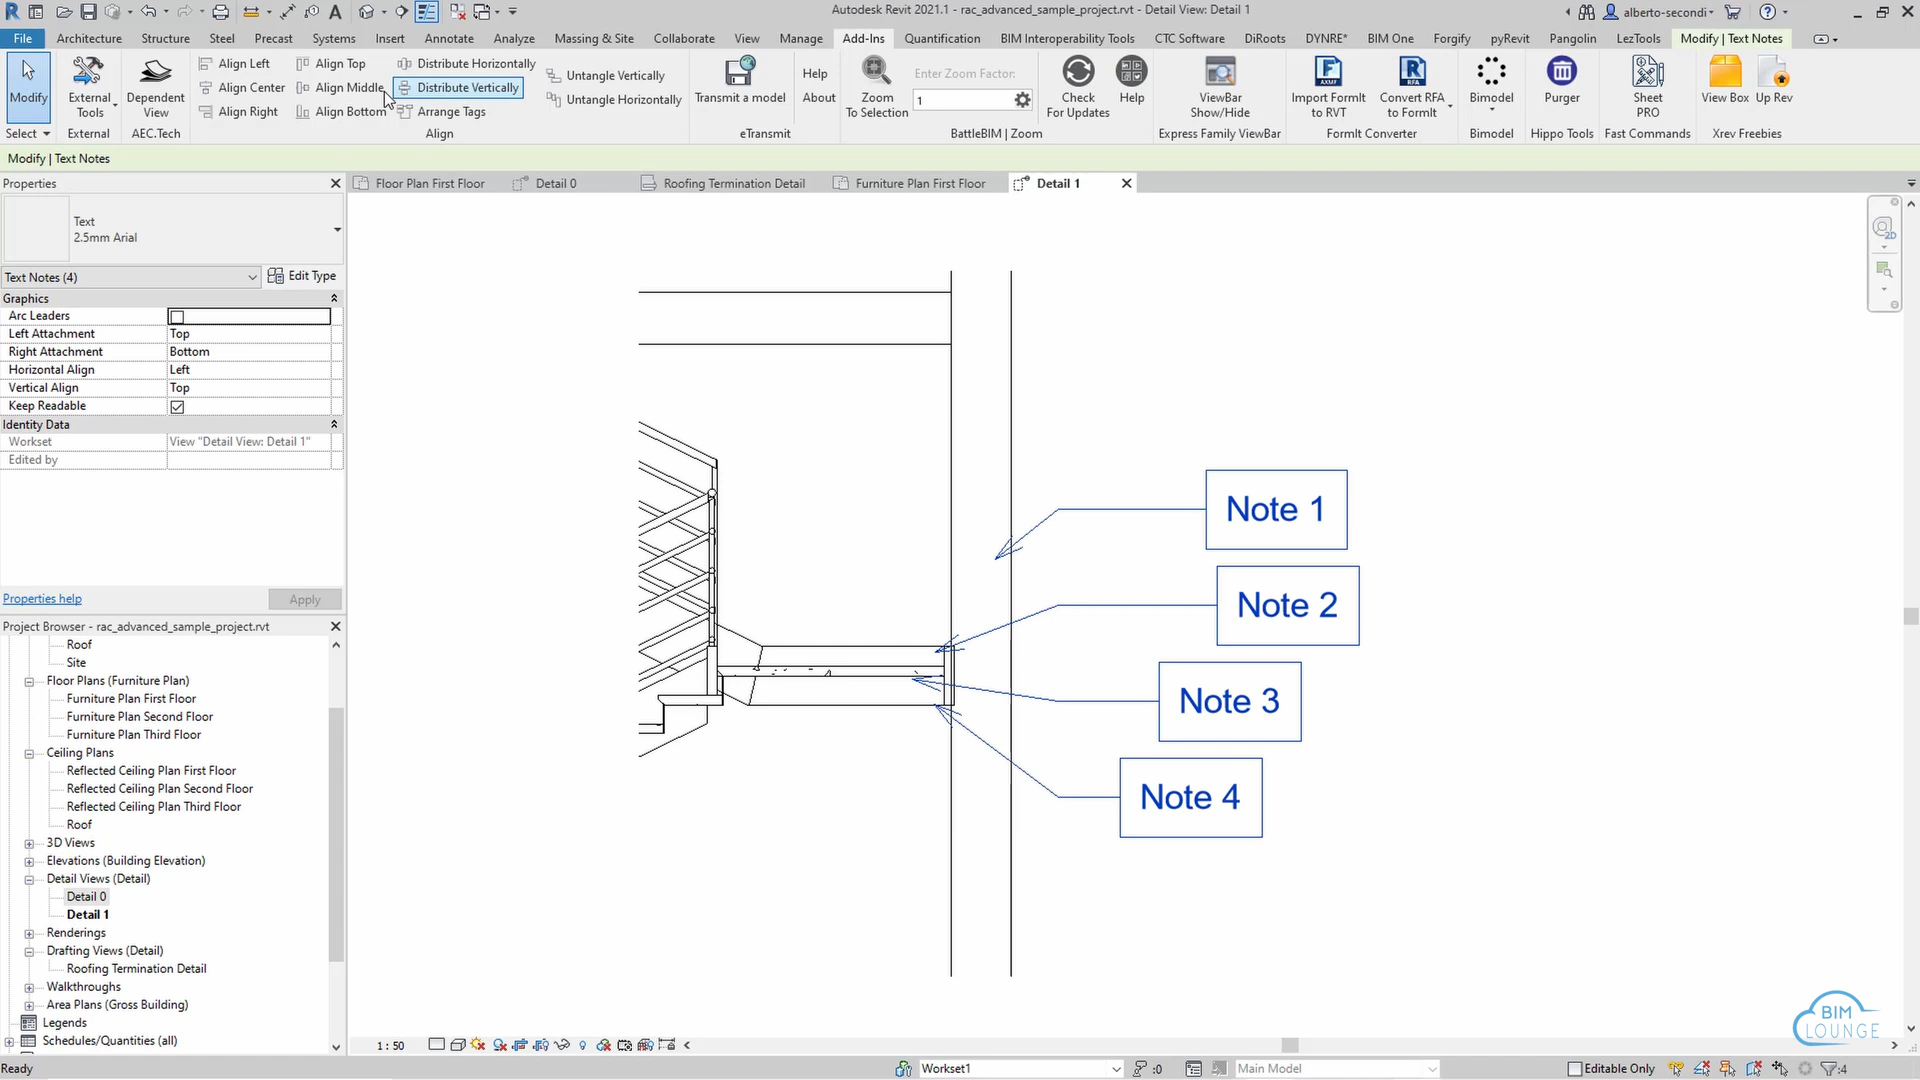 Autodesk Revit 2021.1 - rac_advanced_sample_project.rvt - Detail View: Detail 1
alberto-secondi
File
Architecture
Structure
Steel
Precast
Systems
Insert
Annotate
Analyze
Massing & Site
Collaborate
View
Manage
Add-Ins
Quantification
BIM Interoperability Tools
CTC Software
DiRoots
DYNRE*
BIM One
Forgify
pyRevit
Pangolin
LezTools
Modify | Text Notes
Modify
Select
External
Tools
External
Dependent
View
AEC.Tech
Align Left
Align Center
Align Right
Align Top
Align Middle
Align Bottom
Distribute Horizontally
Distribute Vertically
Arrange Tags
Untangle Vertically
Untangle Horizontally
Align
Transmit a model
Help
About
eTransmit
Zoom
To Selection
Enter Zoom Factor:
1
Check
For Updates
Help
BattleBIM | Zoom
ViewBar
Show/Hide
Express Family ViewBar
Import FormIt
to RVT
Convert RFA
to FormIt
FormIt Converter
Bimodel
Bimodel
Purger
Hippo Tools
Sheet
PRO
Fast Commands
View Box
Up Rev
Xrev Freebies
Modify | Text Notes
Properties
Text
2.5mm Arial
Text Notes (4)
Edit Type
Graphics
Arc Leaders
Left Attachment Top
Right Attachment Bottom
Horizontal Align Left
Vertical Align Top
Keep Readable
Identity Data
Workset View "Detail View: Detail 1"
Edited by
Properties help
Apply
Project Browser - rac_advanced_sample_project.rvt
Roof
Site
Floor Plans (Furniture Plan)
Furniture Plan First Floor
Furniture Plan Second Floor
Furniture Plan Third Floor
Ceiling Plans
Reflected Ceiling Plan First Floor
Reflected Ceiling Plan Second Floor
Reflected Ceiling Plan Third Floor
Roof
3D Views
Elevations (Building Elevation)
Detail Views (Detail)
Detail 0
Detail 1
Renderings
Drafting Views (Detail)
Roofing Termination Detail
Walkthroughs
Area Plans (Gross Building)
Legends
Schedules/Quantities (all)
Floor Plan First Floor
Detail 0
Roofing Termination Detail
Furniture Plan First Floor
Detail 1
2D
Note 1
Note 2
Note 3
Note 4
BIM
LOUNGE
1 : 50
Ready
Workset1
:0
Main Model
Editable Only
:4